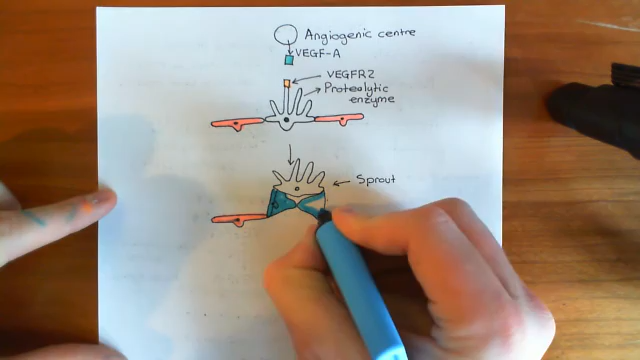 Angiogenic centre
VEGF-A
VEGFR2
Proteolytic
enzyme
Sprout